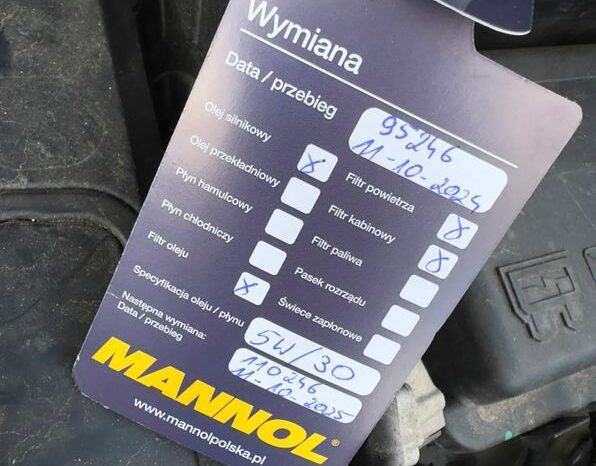 Wymiana
Data / przebieg
95246
11-10-2024
Olej silnikowy
Olej przekładniowy
Płyn hamulcowy
Płyn chłodniczy
Filtr oleju
Filtr powietrza
Filtr kabinowy
Filtr paliwa
Pasek rozrządu
Świece zapłonowe
Specyfikacja oleju / płynu
5W/30
Następna wymiana:
Data / przebieg
110246
11-10-2025
MANNOL®
www.mannolpolska.pl